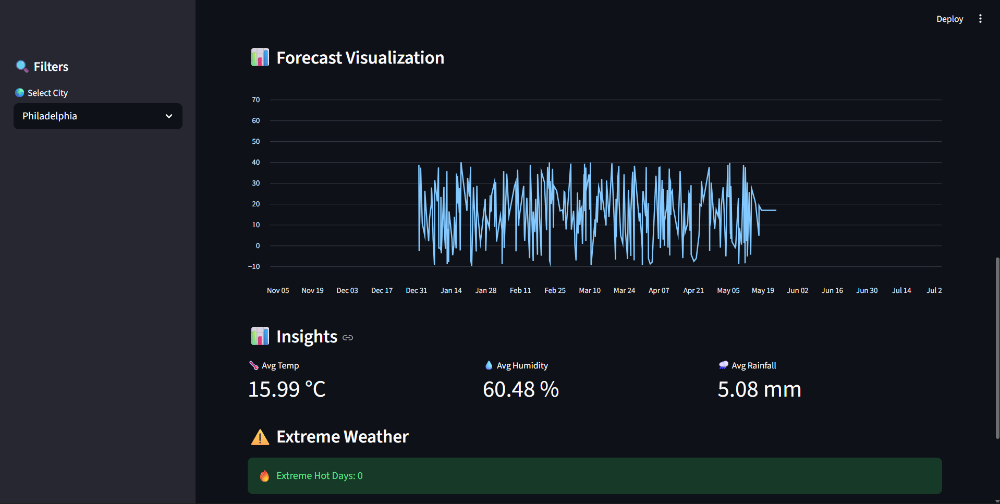 Deploy
Filters
Select City
Philadelphia
Forecast Visualization
70
60
50
40
30
20
10
0
−10
Nov 05 Nov 19 Dec 03 Dec 17 Dec 31 Jan 14 Jan 28 Feb 11 Feb 25 Mar 10 Mar 24 Apr 07 Apr 21 May 05 May 19 Jun 02 Jun 16 Jun 30 Jul 14 Jul 2
Insights
Avg Temp Avg Humidity Avg Rainfall
15.99 °C 60.48 % 5.08 mm
Extreme Weather
Extreme Hot Days: 0